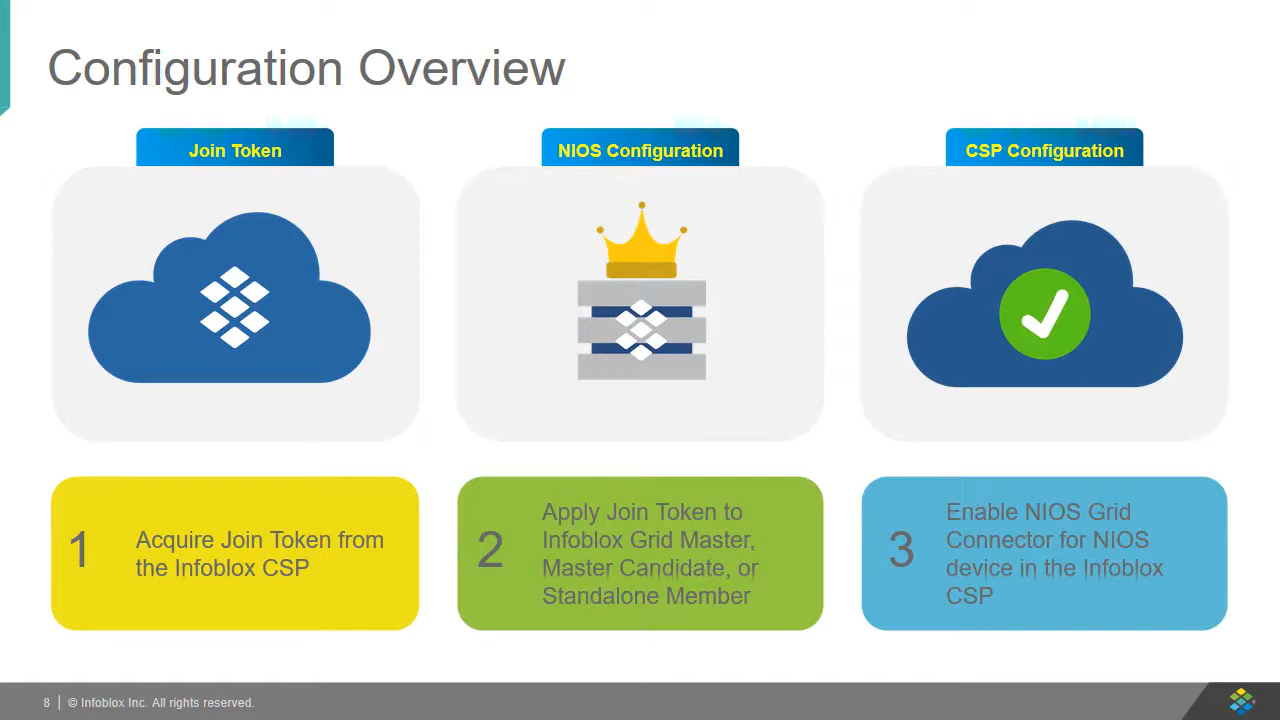 Configuration Overview
Join Token
NIOS Configuration
CSP Configuration
1
Acquire Join Token from
the Infoblox CSP
2
Apply Join Token to
Infoblox Grid Master,
Master Candidate, or
Standalone Member
3
Enable NIOS Grid
Connector for NIOS
device in the Infoblox
CSP
8 | © Infoblox Inc. All rights reserved.